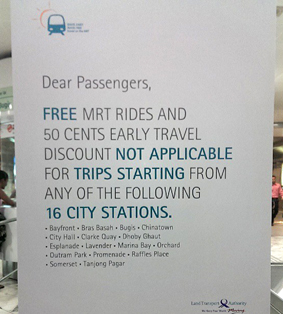 Dear Passengers,
FREE MRT RIDES AND
50 CENTS EARLY TRAVEL
DISCOUNT NOT APPLICABLE
FOR TRIPS STARTING FROM
ANY OF THE FOLLOWING
16 CITY STATIONS.
• Bayfront • Bras Basah • Bugis • Chinatown
• City Hall • Clarke Quay • Dhoby Ghaut
• Esplanade • Lavender • Marina Bay • Orchard
• Outram Park • Promenade • Raffles Place
• Somerset • Tanjong Pagar
Land Transport Authority